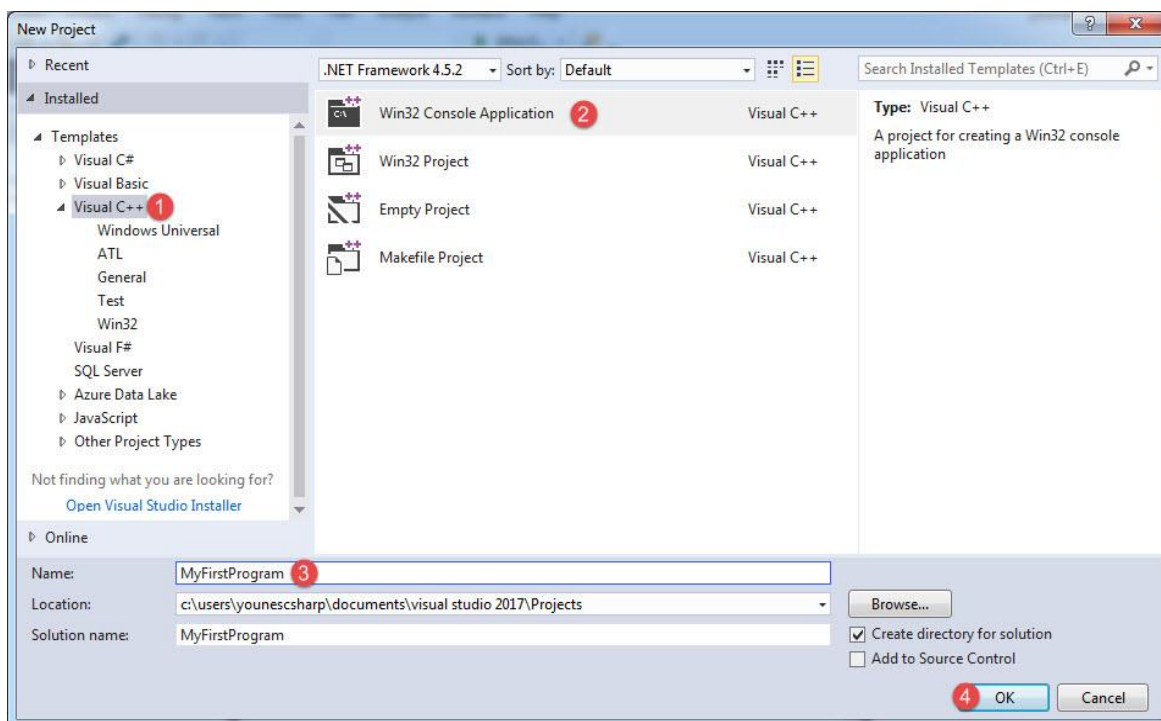 New Project
Recent
.NET Framework 4.5.2
Sort by: Default
Search Installed Templates (Ctrl+E)
Installed
Templates
Visual C#
Visual Basic
Visual C++ 1
Windows Universal
ATL
General
Test
Win32
Visual F#
SQL Server
Azure Data Lake
JavaScript
Other Project Types
Not finding what you are looking for?
Open Visual Studio Installer
Online
Win32 Console Application 2 Visual C++
Win32 Project Visual C++
Empty Project Visual C++
Makefile Project Visual C++
Type: Visual C++
A project for creating a Win32 console
application
Name: MyFirstProgram 3
Location: c:\users\younescsharp\documents\visual studio 2017\Projects
Browse...
Solution name: MyFirstProgram
Create directory for solution
Add to Source Control
4 OK Cancel